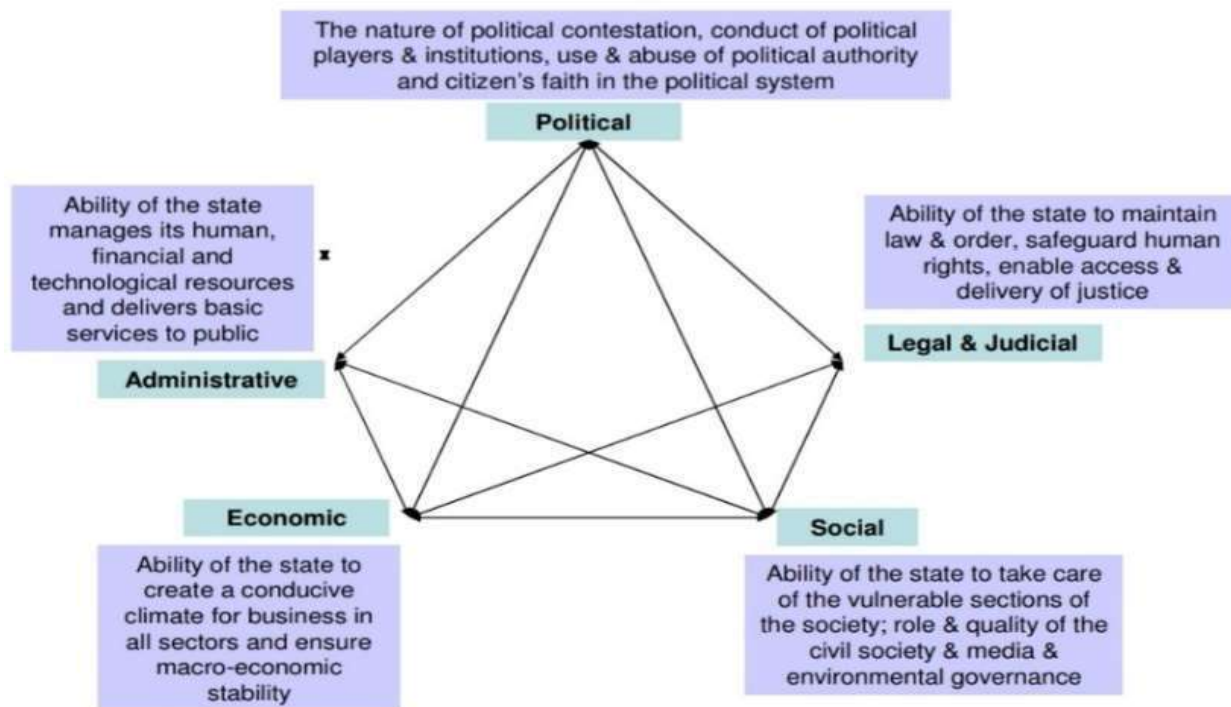 The nature of political contestation, conduct of political
players & institutions, use & abuse of political authority
and citizen's faith in the political system
Political
Ability of the state
manages its human,
financial and
technological resources
and delivers basic
services to public
Administrative
Ability of the state to maintain
law & order, safeguard human
rights, enable access &
delivery of justice
Legal & Judicial
Economic
Ability of the state to
create a conducive
climate for business in
all sectors and ensure
macro-economic
stability
Social
Ability of the state to take care
of the vulnerable sections of
the society; role & quality of the
civil society & media &
environmental governance